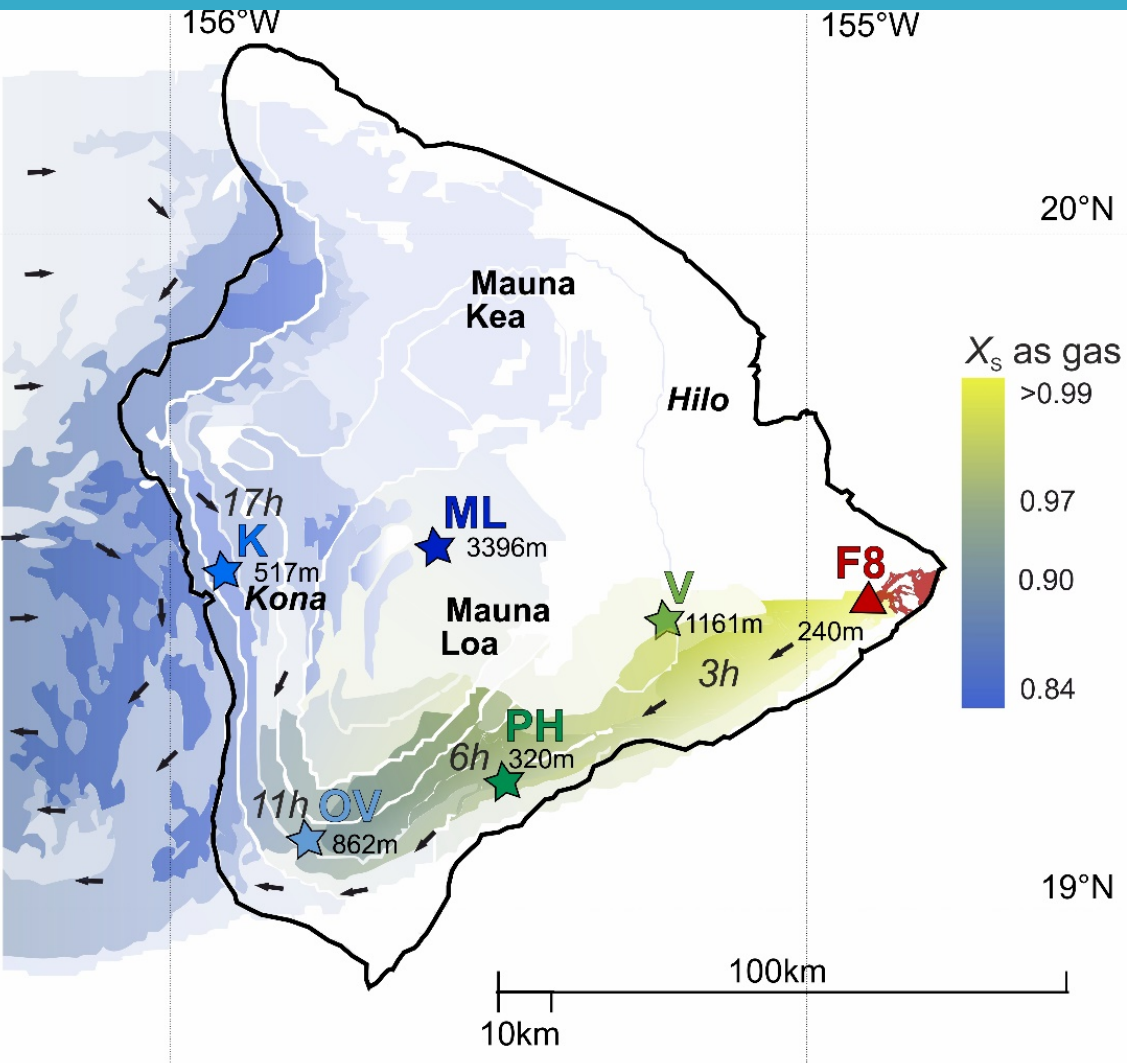 156°W
155°W
20°N
Mauna
Kea
X_s as gas
>0.99
Hilo
0.97
17h
ML
K
3396m
517m
F8
0.90
Kona
V
Mauna
Loa
1161m
240m
3h
0.84
PH
6h
320m
11h
OV
862m
19°N
100km
10km